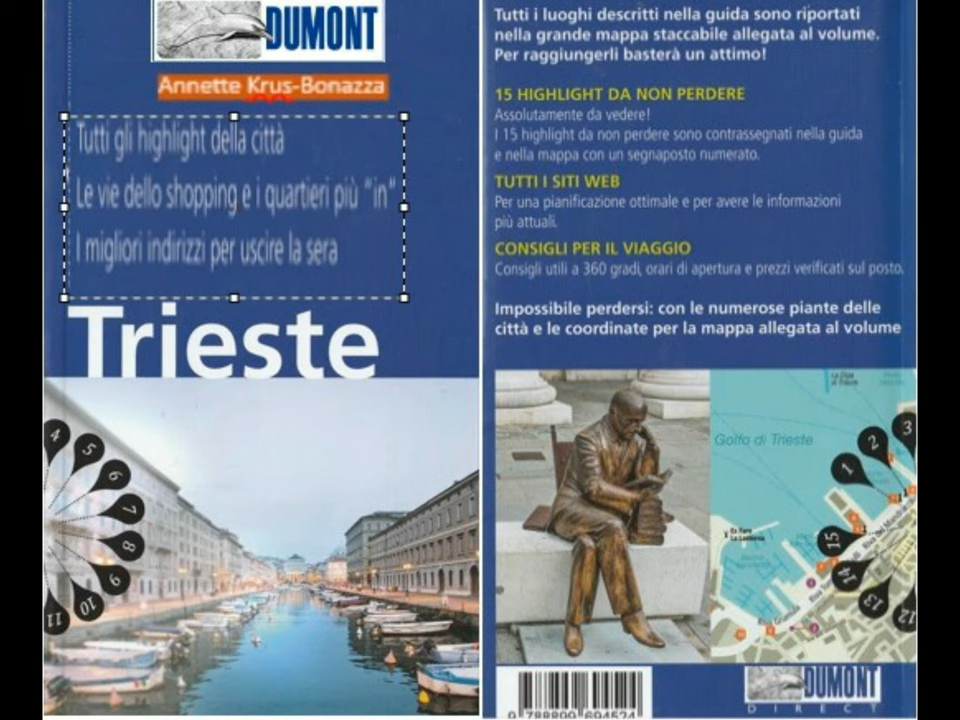 DUMONT
Annette Krus-Bonazza
Tutti gli highlight della città
Le vie dello shopping e i quartieri più "in"
I migliori indirizzi per uscire la sera
Trieste
4
5
6
7
8
9
10
11
Tutti i luoghi descritti nella guida sono riportati
nella grande mappa staccabile allegata al volume.
Per raggiungerli basterà un attimo!
15 HIGHLIGHT DA NON PERDERE
Assolutamente da vedere!
I 15 highlight da non perdere sono contrassegnati nella guida
e nella mappa con un segnaposto numerato.
TUTTI I SITI WEB
Per una pianificazione ottimale e per avere le informazioni
più attuali.
CONSIGLI PER IL VIAGGIO
Consigli utili a 360 gradi, orari di apertura e prezzi verificati sul posto.
Impossibile perdersi: con le numerose piante delle
città e le coordinate per la mappa allegata al volume
Golfo di Trieste
3
2
1
15
14
13
12
Riva Grumula
9 788899 694524
DUMONT
DIRECT